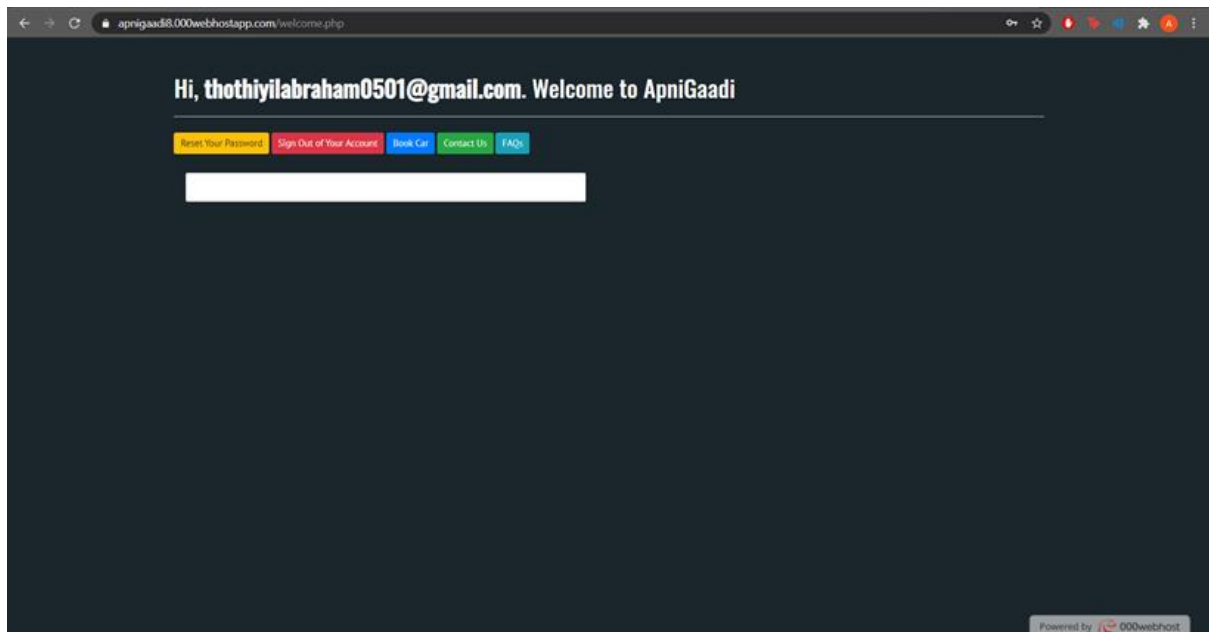 apnigaadi8.000webhostapp.com/welcome.php
A
Hi, thothiyilabraham0501@gmail.com. Welcome to ApniGaadi
Reset Your Password Sign Out of Your Account Book Car Contact Us FAQs
Powered by 000webhost